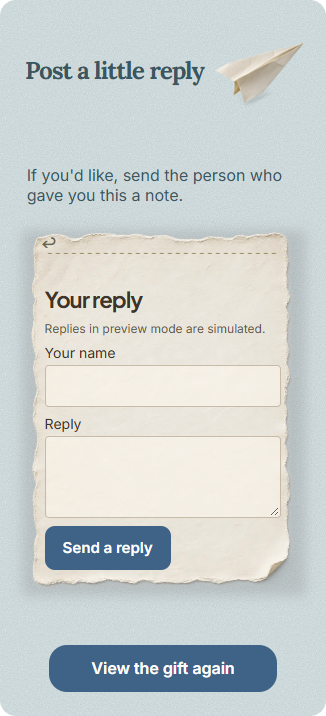 Post a little reply
If you'd like, send the person who
gave you this a note.
Your reply
Replies in preview mode are simulated.
Your name
Reply
Send a reply
View the gift again